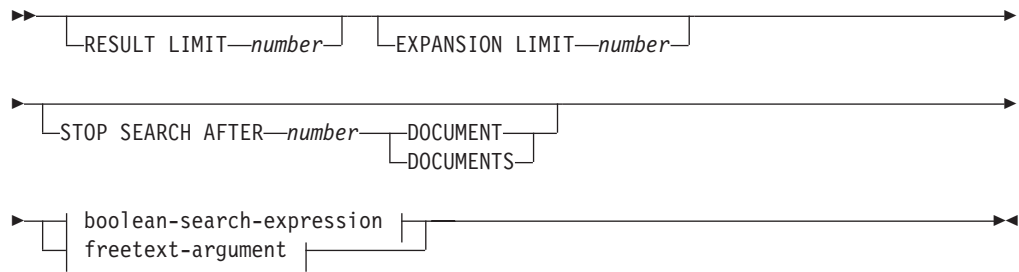 RESULT LIMIT number EXPANSION LIMIT number
STOP SEARCH AFTER number DOCUMENT
DOCUMENTS
boolean-search-expression
freetext-argument